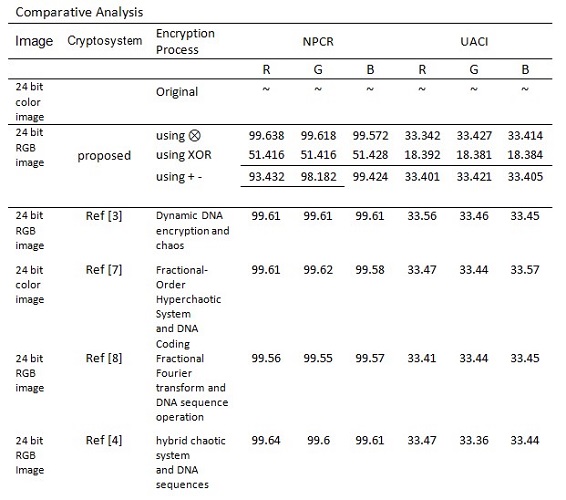 Comparative Analysis
Image Cryptosystem Encryption Process NPCR UACI
R G B R G B
24 bit color image Original ~ ~ ~ ~ ~ ~
24 bit RGB image proposed using ⊗ 99.638 99.618 99.572 33.342 33.427 33.414
using XOR 51.416 51.416 51.428 18.392 18.381 18.384
using + - 93.432 98.182 99.424 33.401 33.421 33.405
24 bit RGB image Ref [3] Dynamic DNA encryption and chaos 99.61 99.61 99.61 33.56 33.46 33.45
24 bit color image Ref [7] Fractional-Order Hyperchaotic System and DNA Coding 99.61 99.62 99.58 33.47 33.44 33.57
24 bit RGB image Ref [8] Fractional Fourier transform and DNA sequence operation 99.56 99.55 99.57 33.41 33.44 33.45
24 bit RGB Image Ref [4] hybrid chaotic system and DNA sequences 99.64 99.6 99.61 33.47 33.36 33.44